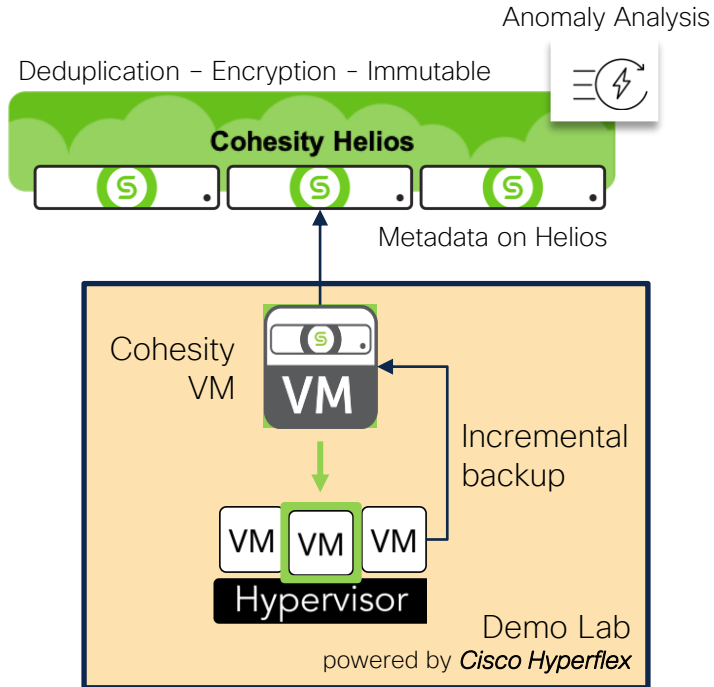 Anomaly Analysis
Deduplication – Encryption - Immutable
Cohesity Helios
Metadata on Helios
Cohesity
VM
VM
Incremental
backup
VM
VM
VM
Hypervisor
Demo Lab
powered by Cisco Hyperflex